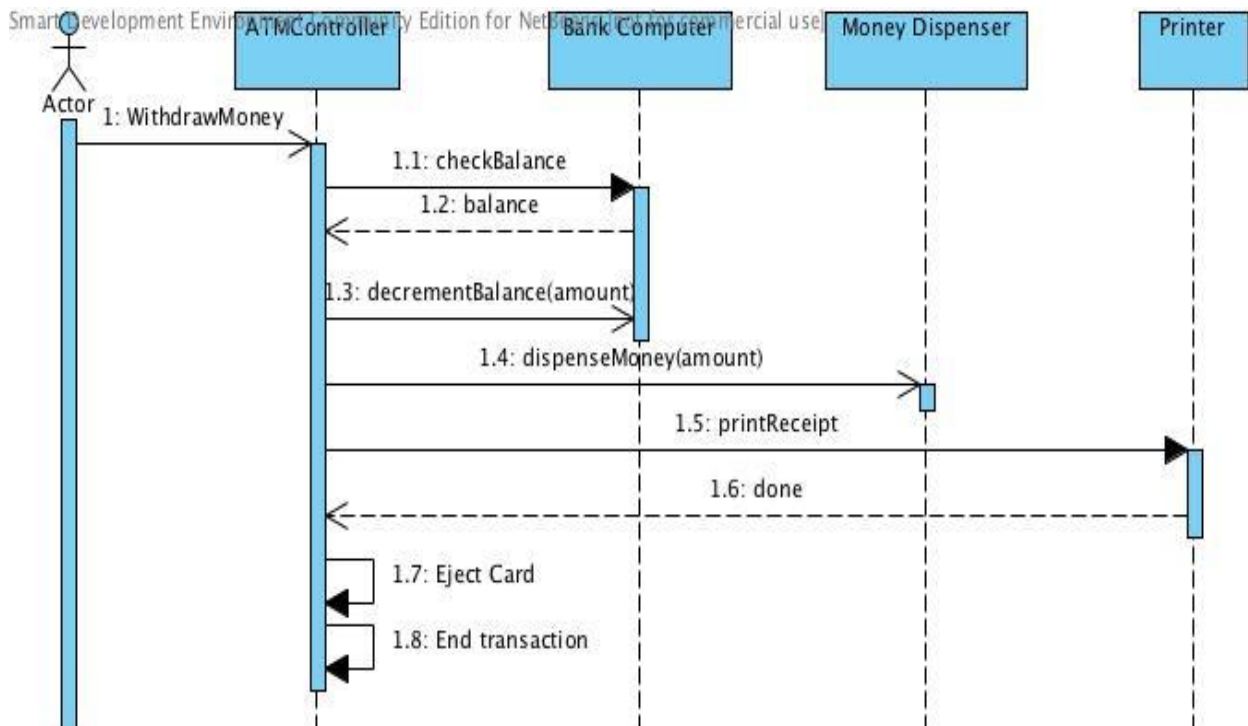 Smart Development Environment Community Edition for NetBeans [not for commercial use]
ATMController
Bank Computer
Money Dispenser
Printer
Actor
1: WithdrawMoney
1.1: checkBalance
1.2: balance
1.3: decrementBalance(amount)
1.4: dispenseMoney(amount)
1.5: printReceipt
1.6: done
1.7: Eject Card
1.8: End transaction